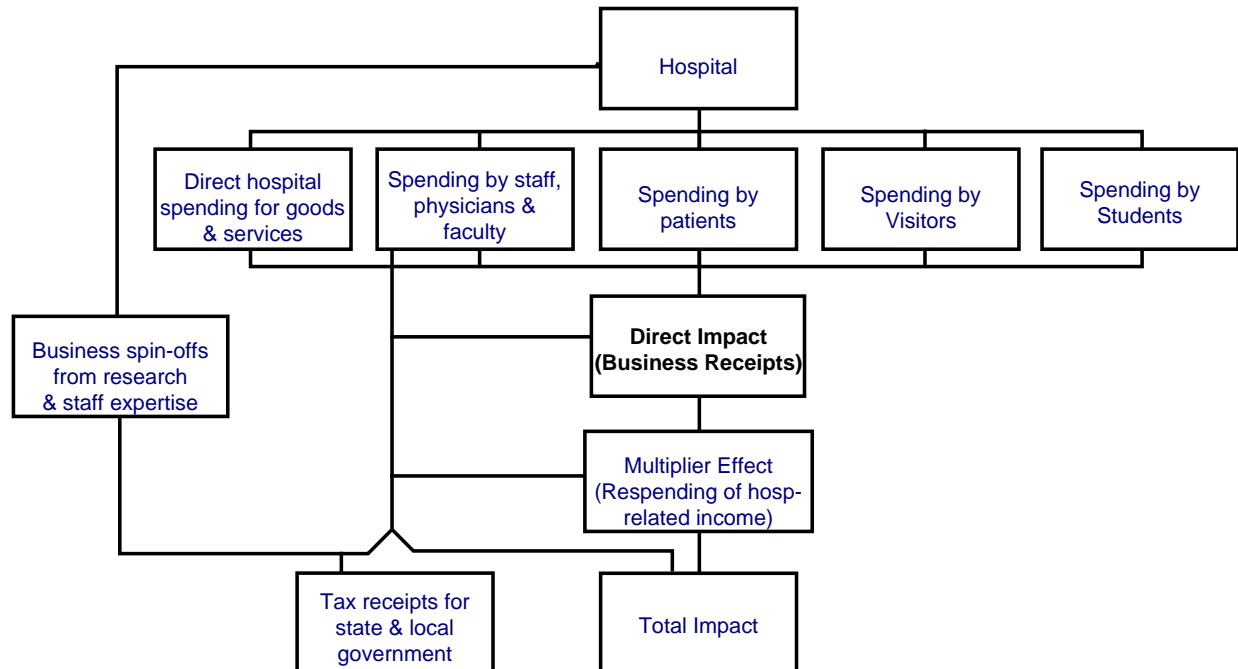 Hospital
Direct hospital
spending for goods
& services
Spending by staff,
physicians &
faculty
Spending by
patients
Spending by
Visitors
Spending by
Students
Business spin-offs
from research
& staff expertise
Direct Impact
(Business Receipts)
Multiplier Effect
(Respending of hosp-
related income)
Tax receipts for
state & local
government
Total Impact